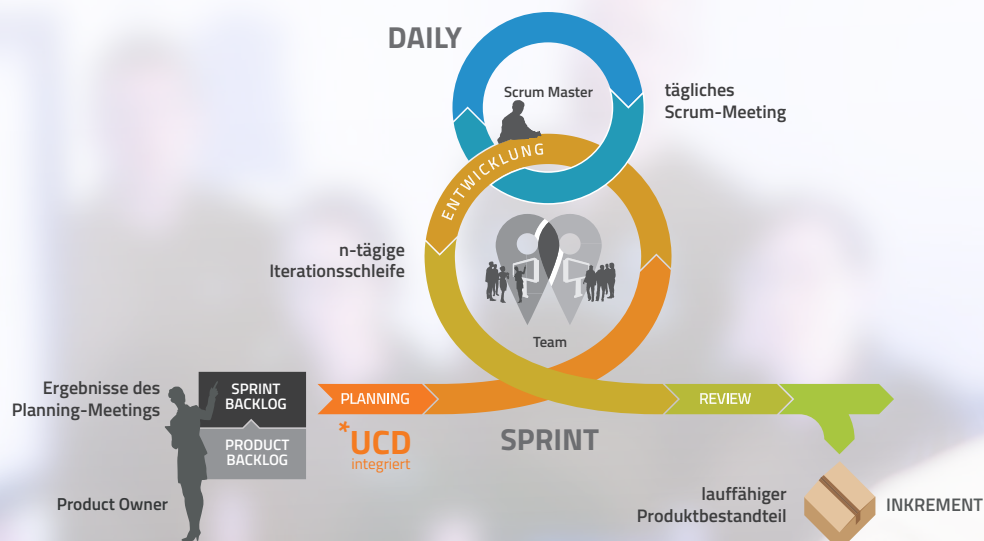 DAILY
Scrum Master
tägliches
Scrum-Meeting
ENTWICKLUNG
n-tägige
Iterationsschleife
Team
Ergebnisse des
Planning-Meetings
SPRINT
BACKLOG
PRODUCT
BACKLOG
Product Owner
PLANNING
*UCD
integriert
SPRINT
REVIEW
lauffähiger
Produktbestandteil
INKREMENT